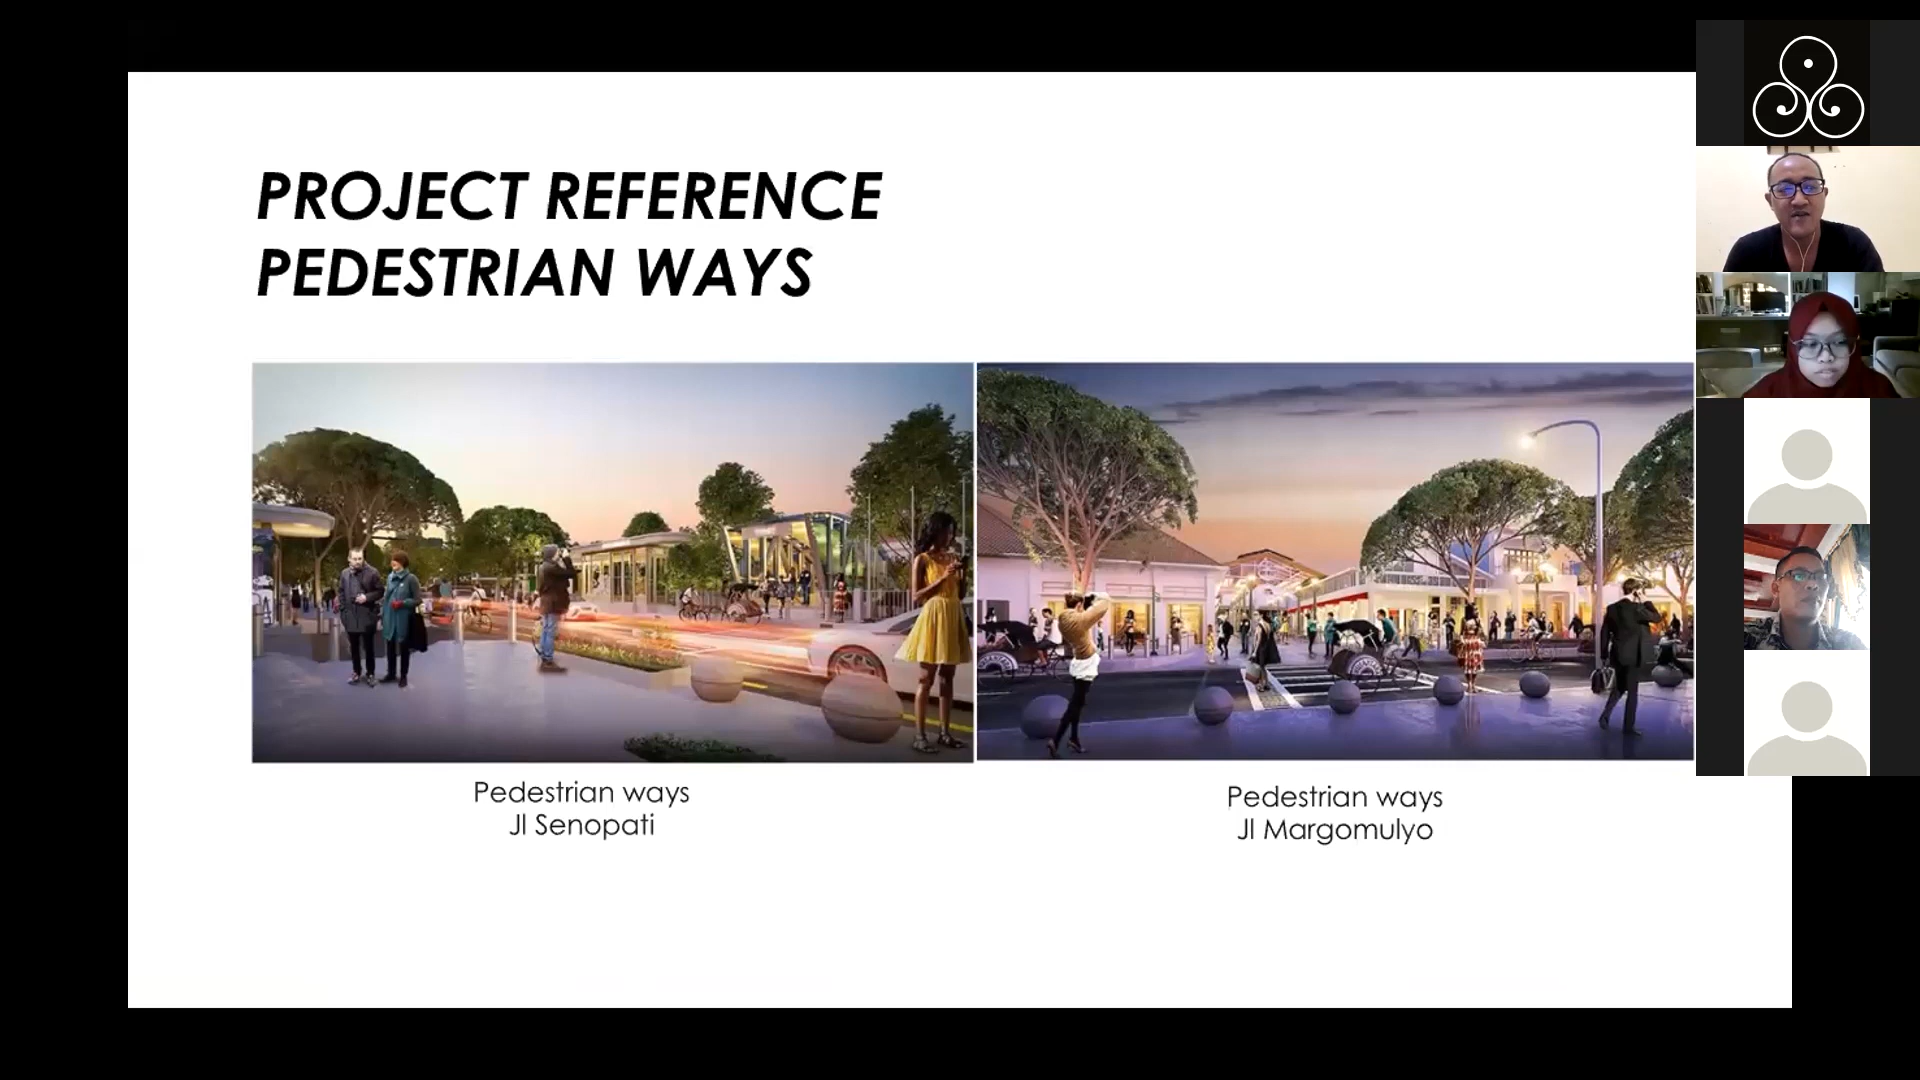 PROJECT REFERENCE
PEDESTRIAN WAYS
Pedestrian ways
Jl Senopati
Pedestrian ways
Jl Margomulyo